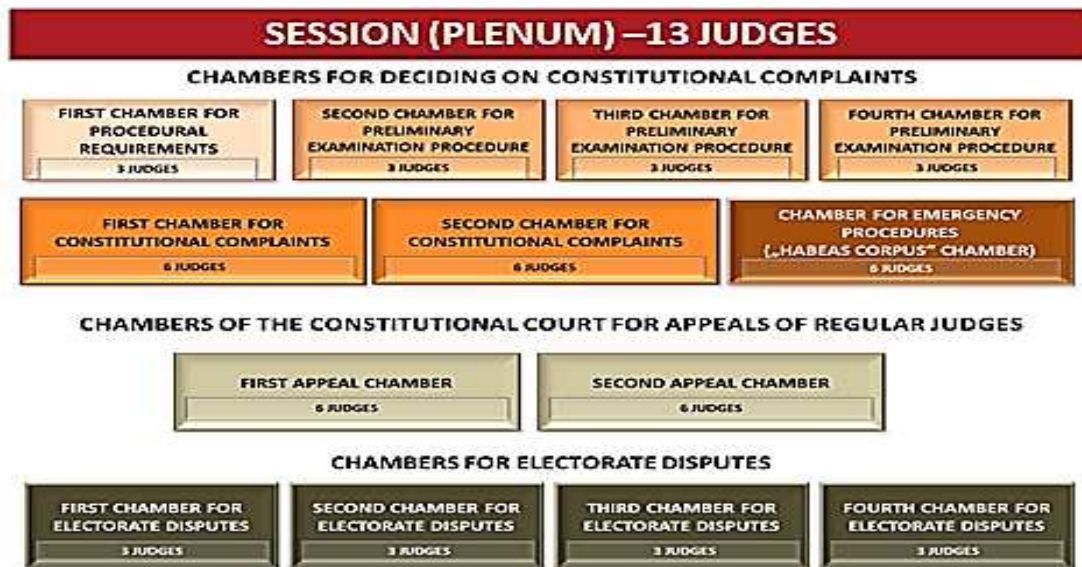 SESSION (PLENUM) –13 JUDGES
CHAMBERS FOR DECIDING ON CONSTITUTIONAL COMPLAINTS
FIRST CHAMBER FOR
PROCEDURAL
REQUIREMENTS
3 JUDGES
SECOND CHAMBER FOR
PRELIMINARY
EXAMINATION PROCEDURE
3 JUDGES
THIRD CHAMBER FOR
PRELIMINARY
EXAMINATION PROCEDURE
3 JUDGES
FOURTH CHAMBER FOR
PRELIMINARY
EXAMINATION PROCEDURE
3 JUDGES
FIRST CHAMBER FOR
CONSTITUTIONAL COMPLAINTS
6 JUDGES
SECOND CHAMBER FOR
CONSTITUTIONAL COMPLAINTS
6 JUDGES
CHAMBER FOR EMERGENCY
PROCEDURES
(„HABEAS CORPUS” CHAMBER)
6 JUDGES
CHAMBERS OF THE CONSTITUTIONAL COURT FOR APPEALS OF REGULAR JUDGES
FIRST APPEAL CHAMBER
6 JUDGES
SECOND APPEAL CHAMBER
6 JUDGES
CHAMBERS FOR ELECTORATE DISPUTES
FIRST CHAMBER FOR
ELECTORATE DISPUTES
3 JUDGES
SECOND CHAMBER FOR
ELECTORATE DISPUTES
3 JUDGES
THIRD CHAMBER FOR
ELECTORATE DISPUTES
3 JUDGES
FOURTH CHAMBER FOR
ELECTORATE DISPUTES
3 JUDGES